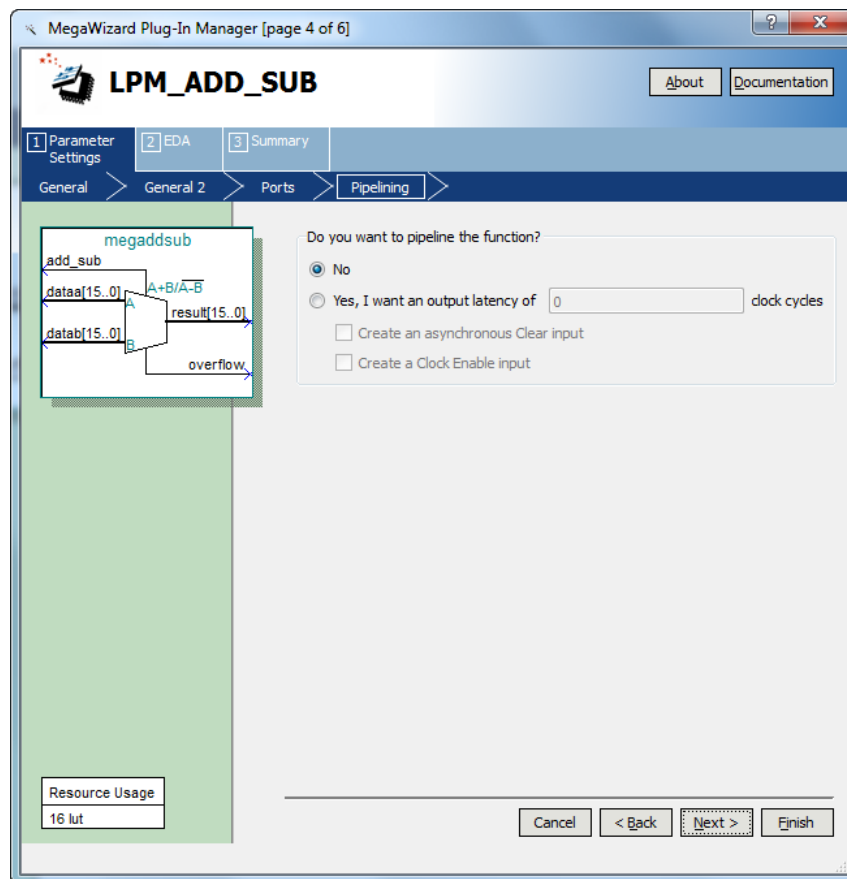 MegaWizard Plug-In Manager [page 4 of 6]
?
X
LPM_ADD_SUB
About
Documentation
1 Parameter Settings
2 EDA
3 Summary
General
General 2
Ports
Pipelining
megaddsub
add_sub
A+B/A-B
dataa[15..0]
A
result[15..0]
datab[15..0]
B
overflow
Do you want to pipeline the function?
No
Yes, I want an output latency of 0 clock cycles
Create an asynchronous Clear input
Create a Clock Enable input
Resource Usage
16 lut
Cancel
< Back
Next >
Finish